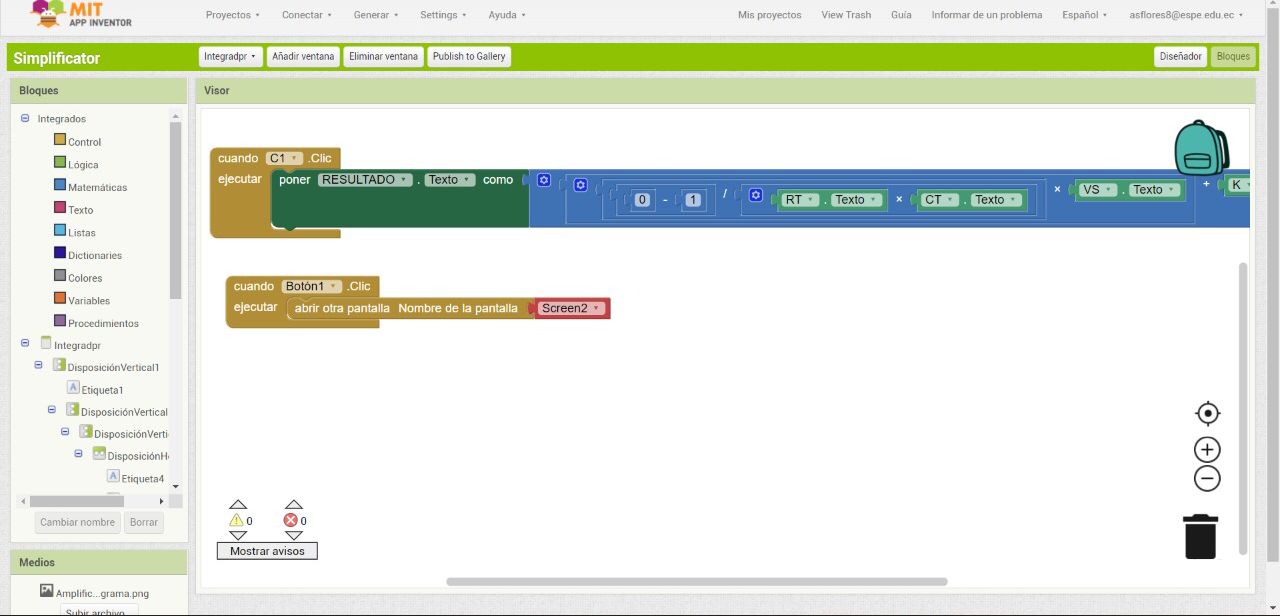 MIT
APP INVENTOR
Proyectos Conectar Generar Settings Ayuda Mis proyectos View Trash Guía Informar de un problema Español asflores8@espe.edu.ec
Simplificator Integradpr Añadir ventana Eliminar ventana Publish to Gallery Diseñador Bloques
Bloques
Integrados
Control
Lógica
Matemáticas
Texto
Listas
Dictionaries
Colores
Variables
Procedimientos
Integradpr
DisposiciónVertical1
Etiqueta1
DisposiciónVertical
DisposiciónVerti
DisposiciónH
Etiqueta4
Cambiar nombre Borrar
Medios
Amplific...grama.png
Subir archivo
Visor
cuando C1 .Clic
ejecutar poner RESULTADO . Texto como 0 - 1 / RT . Texto × CT . Texto × VS . Texto + K
cuando Botón1 .Clic
ejecutar abrir otra pantalla Nombre de la pantalla Screen2
0 0
Mostrar avisos